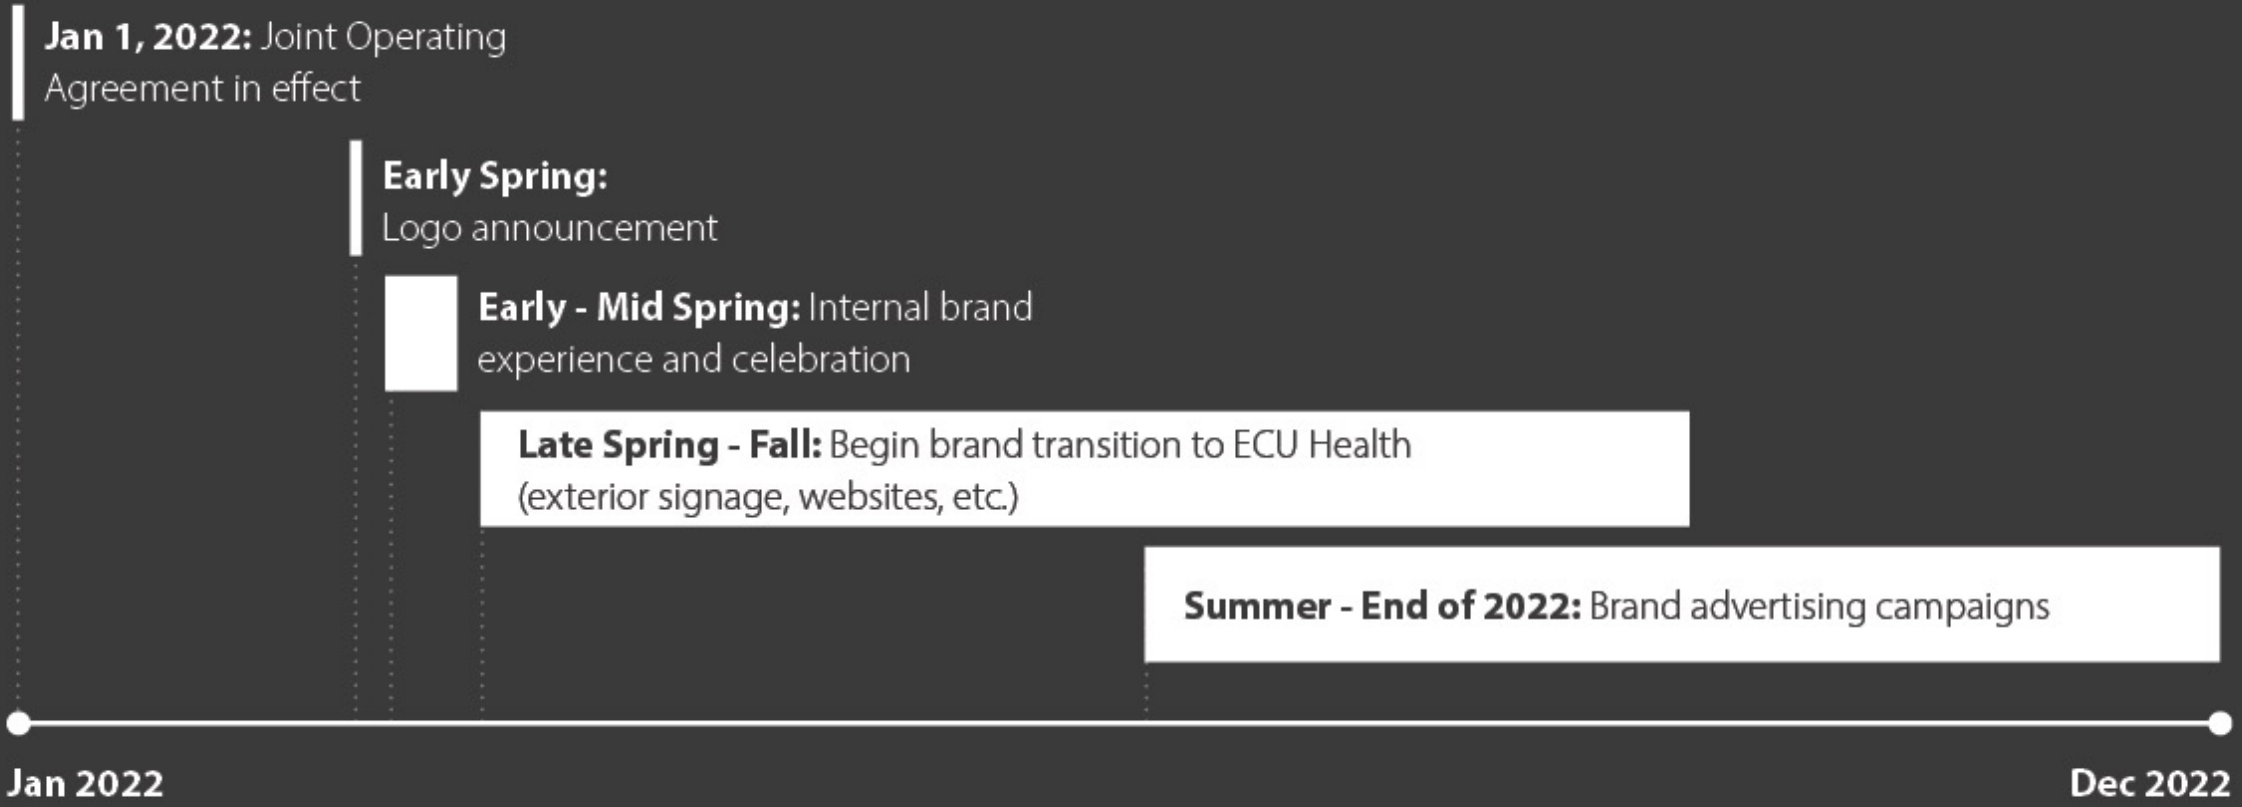 Jan 1, 2022: Joint Operating
Agreement in effect
Early Spring:
Logo announcement
Early - Mid Spring: Internal brand
experience and celebration
Late Spring - Fall: Begin brand transition to ECU Health
(exterior signage, websites, etc.)
Summer - End of 2022: Brand advertising campaigns
Jan 2022
Dec 2022